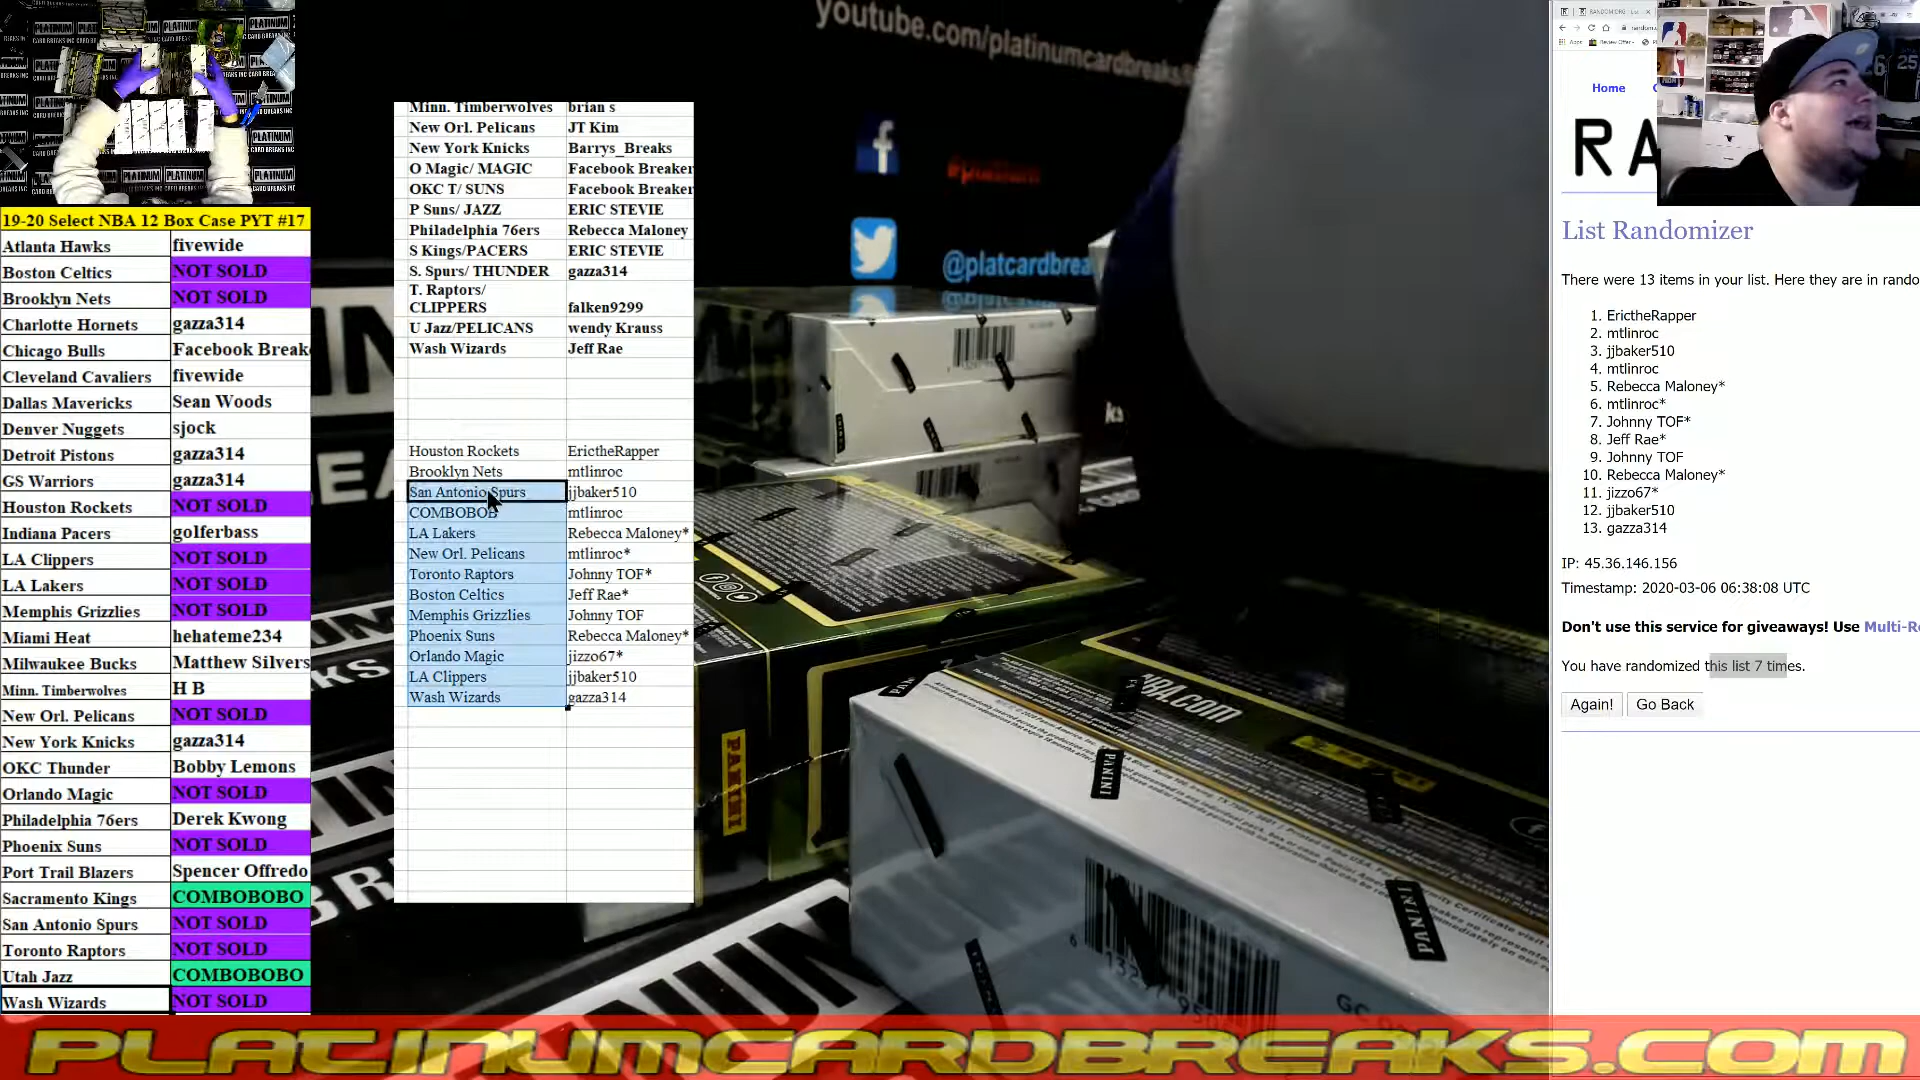 youtube.com/platinumcardbreaks
#platinum
@platcardbrea
19-20 Select NBA 12 Box Case PYT #17
Atlanta Hawks fivewide
Boston Celtics NOT SOLD
Brooklyn Nets NOT SOLD
Charlotte Hornets gazza314
Chicago Bulls Facebook Break
Cleveland Cavaliers fivewide
Dallas Mavericks Sean Woods
Denver Nuggets sjock
Detroit Pistons gazza314
GS Warriors gazza314
Houston Rockets NOT SOLD
Indiana Pacers golferbass
LA Clippers NOT SOLD
LA Lakers NOT SOLD
Memphis Grizzlies NOT SOLD
Miami Heat hehateme234
Milwaukee Bucks Matthew Silvers
Minn. Timberwolves H B
New Orl. Pelicans NOT SOLD
New York Knicks gazza314
OKC Thunder Bobby Lemons
Orlando Magic NOT SOLD
Philadelphia 76ers Derek Kwong
Phoenix Suns NOT SOLD
Port Trail Blazers Spencer Offredo
Sacramento Kings COMBOBOBO
San Antonio Spurs NOT SOLD
Toronto Raptors NOT SOLD
Utah Jazz COMBOBOBO
Wash Wizards NOT SOLD
Minn. Timberwolves brian s
New Orl. Pelicans JT Kim
New York Knicks Barrys_Breaks
O Magic/ MAGIC Facebook Breaker
OKC T/ SUNS Facebook Breaker
P Suns/ JAZZ ERIC STEVIE
Philadelphia 76ers Rebecca Maloney
S Kings/PACERS ERIC STEVIE
S. Spurs/ THUNDER gazza314
T. Raptors/
CLIPPERS falken9299
U Jazz/PELICANS wendy Krauss
Wash Wizards Jeff Rae
Houston Rockets EricTheRapper
Brooklyn Nets mtlinroc
San Antonio Spurs jjbaker510
COMBOBOB mtlinroc
LA Lakers Rebecca Maloney*
New Orl. Pelicans mtlinroc*
Toronto Raptors Johnny TOF*
Boston Celtics Jeff Rae*
Memphis Grizzlies Johnny TOF
Phoenix Suns Rebecca Maloney*
Orlando Magic jizzo67*
LA Clippers jjbaker510
Wash Wizards gazza314
Home
RA
List Randomizer
There were 13 items in your list. Here they are in rando
1. ErictheRapper
2. mtlinroc
3. jjbaker510
4. mtlinroc
5. Rebecca Maloney*
6. mtlinroc*
7. Johnny TOF*
8. Jeff Rae*
9. Johnny TOF
10. Rebecca Maloney*
11. jizzo67*
12. jjbaker510
13. gazza314
IP: 45.36.146.156
Timestamp: 2020-03-06 06:38:08 UTC
Don't use this service for giveaways! Use Multi-R
You have randomized this list 7 times.
Again! Go Back
NBA.com
PANINI
PANINI
PANINI
PLATINUMCARDBREAKS.COM